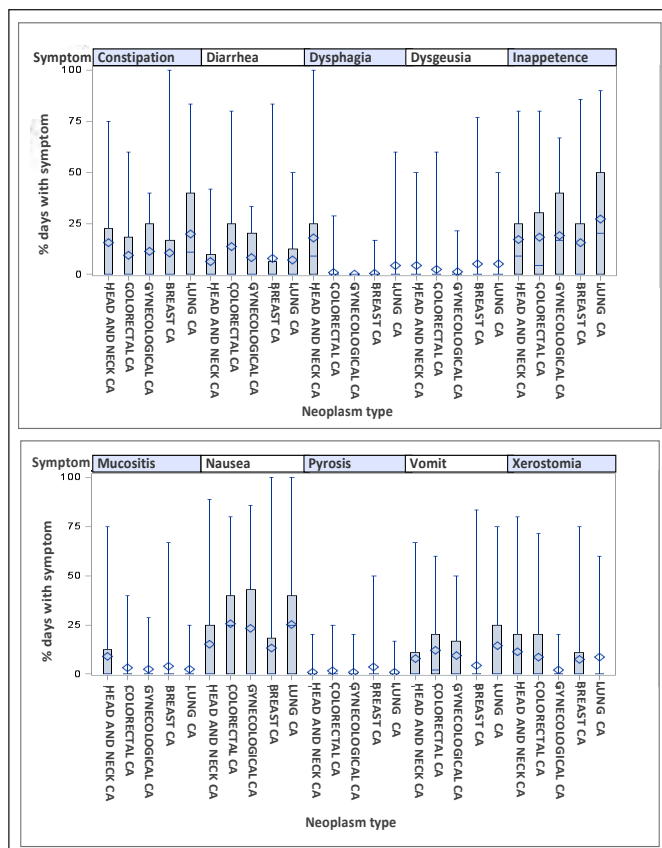 Symptom Constipation Diarrhea Dysphagia Dysgeusia Inappetence
100
75
50
25
0
% days with symptom
HEAD AND NECK CA
COLORECTAL CA
GYNECOLOGICAL CA
BREAST CA
LUNG CA
HEAD AND NECK CA
COLORECTAL CA
GYNECOLOGICAL CA
BREAST CA
LUNG CA
HEAD AND NECK CA
COLORECTAL CA
GYNECOLOGICAL CA
BREAST CA
LUNG CA
HEAD AND NECK CA
COLORECTAL CA
GYNECOLOGICAL CA
BREAST CA
LUNG CA
HEAD AND NECK CA
COLORECTAL CA
GYNECOLOGICAL CA
BREAST CA
LUNG CA
Neoplasm type
Symptom Mucositis Nausea Pyrosis Vomit Xerostomia
100
75
50
25
0
% days with symptom
HEAD AND NECK CA
COLORECTAL CA
GYNECOLOGICAL CA
BREAST CA
LUNG CA
HEAD AND NECK CA
COLORECTAL CA
GYNECOLOGICAL CA
BREAST CA
LUNG CA
HEAD AND NECK CA
COLORECTAL CA
GYNECOLOGICAL CA
BREAST CA
LUNG CA
HEAD AND NECK CA
COLORECTAL CA
GYNECOLOGICAL CA
BREAST CA
LUNG CA
HEAD AND NECK CA
COLORECTAL CA
GYNECOLOGICAL CA
BREAST CA
LUNG CA
Neoplasm type